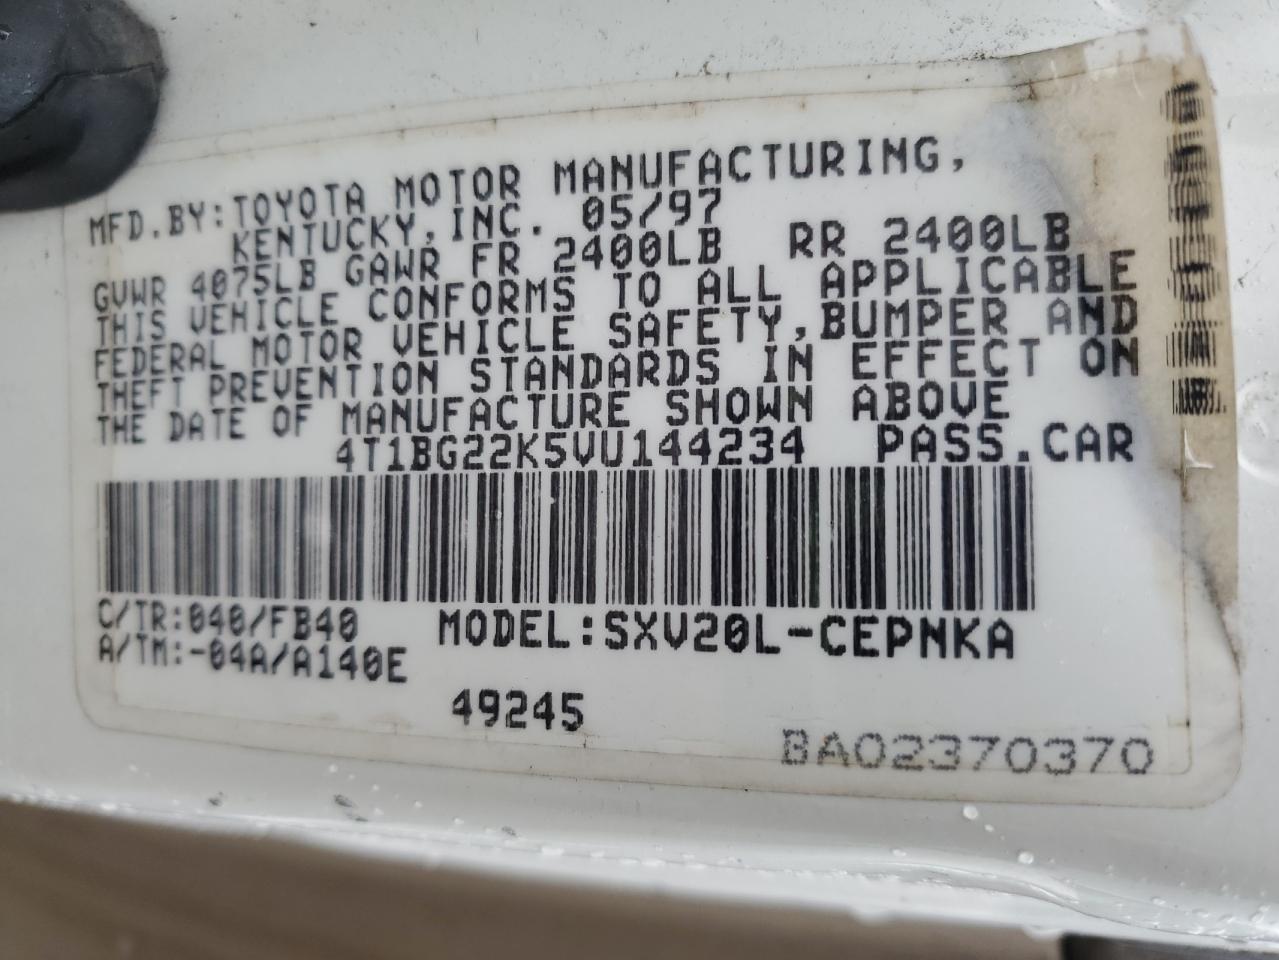 MFD.BY:TOYOTA MOTOR MANUFACTURING,
KENTUCKY,INC. 05/97
GVWR 4075LB GAWR FR 2400LB RR 2400LB
THIS VEHICLE CONFORMS TO ALL APPLICABLE
FEDERAL MOTOR VEHICLE SAFETY,BUMPER AND
THEFT PREVENTION STANDARDS IN EFFECT ON
THE DATE OF MANUFACTURE SHOWN ABOVE
4T1BG22K5VU144234 PASS.CAR
C/TR:040/FB40 MODEL:SXV20L-CEPNKA
A/TM:-04A/A140E
49245
BA02370370